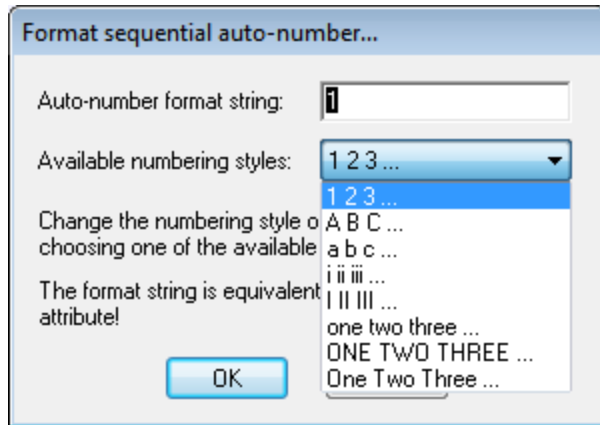 Format sequential auto-number...
Auto-number format string: 1
Available numbering styles: 1 2 3 ...
1 2 3 ...
A B C ...
a b c ...
i ii iii ...
I II III ...
one two three ...
ONE TWO THREE ...
One Two Three ...
Change the numbering style
choosing one of the available
The format string is equivalent
attribute!
OK